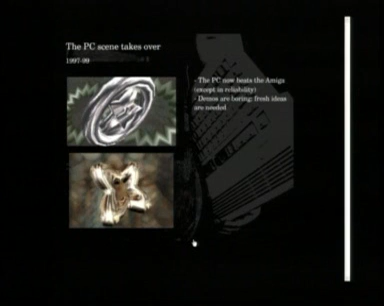 The PC scene takes over
1997-99
- The PC now beats the Amiga
(except in reliability)
- Demos are boring; fresh ideas
are needed